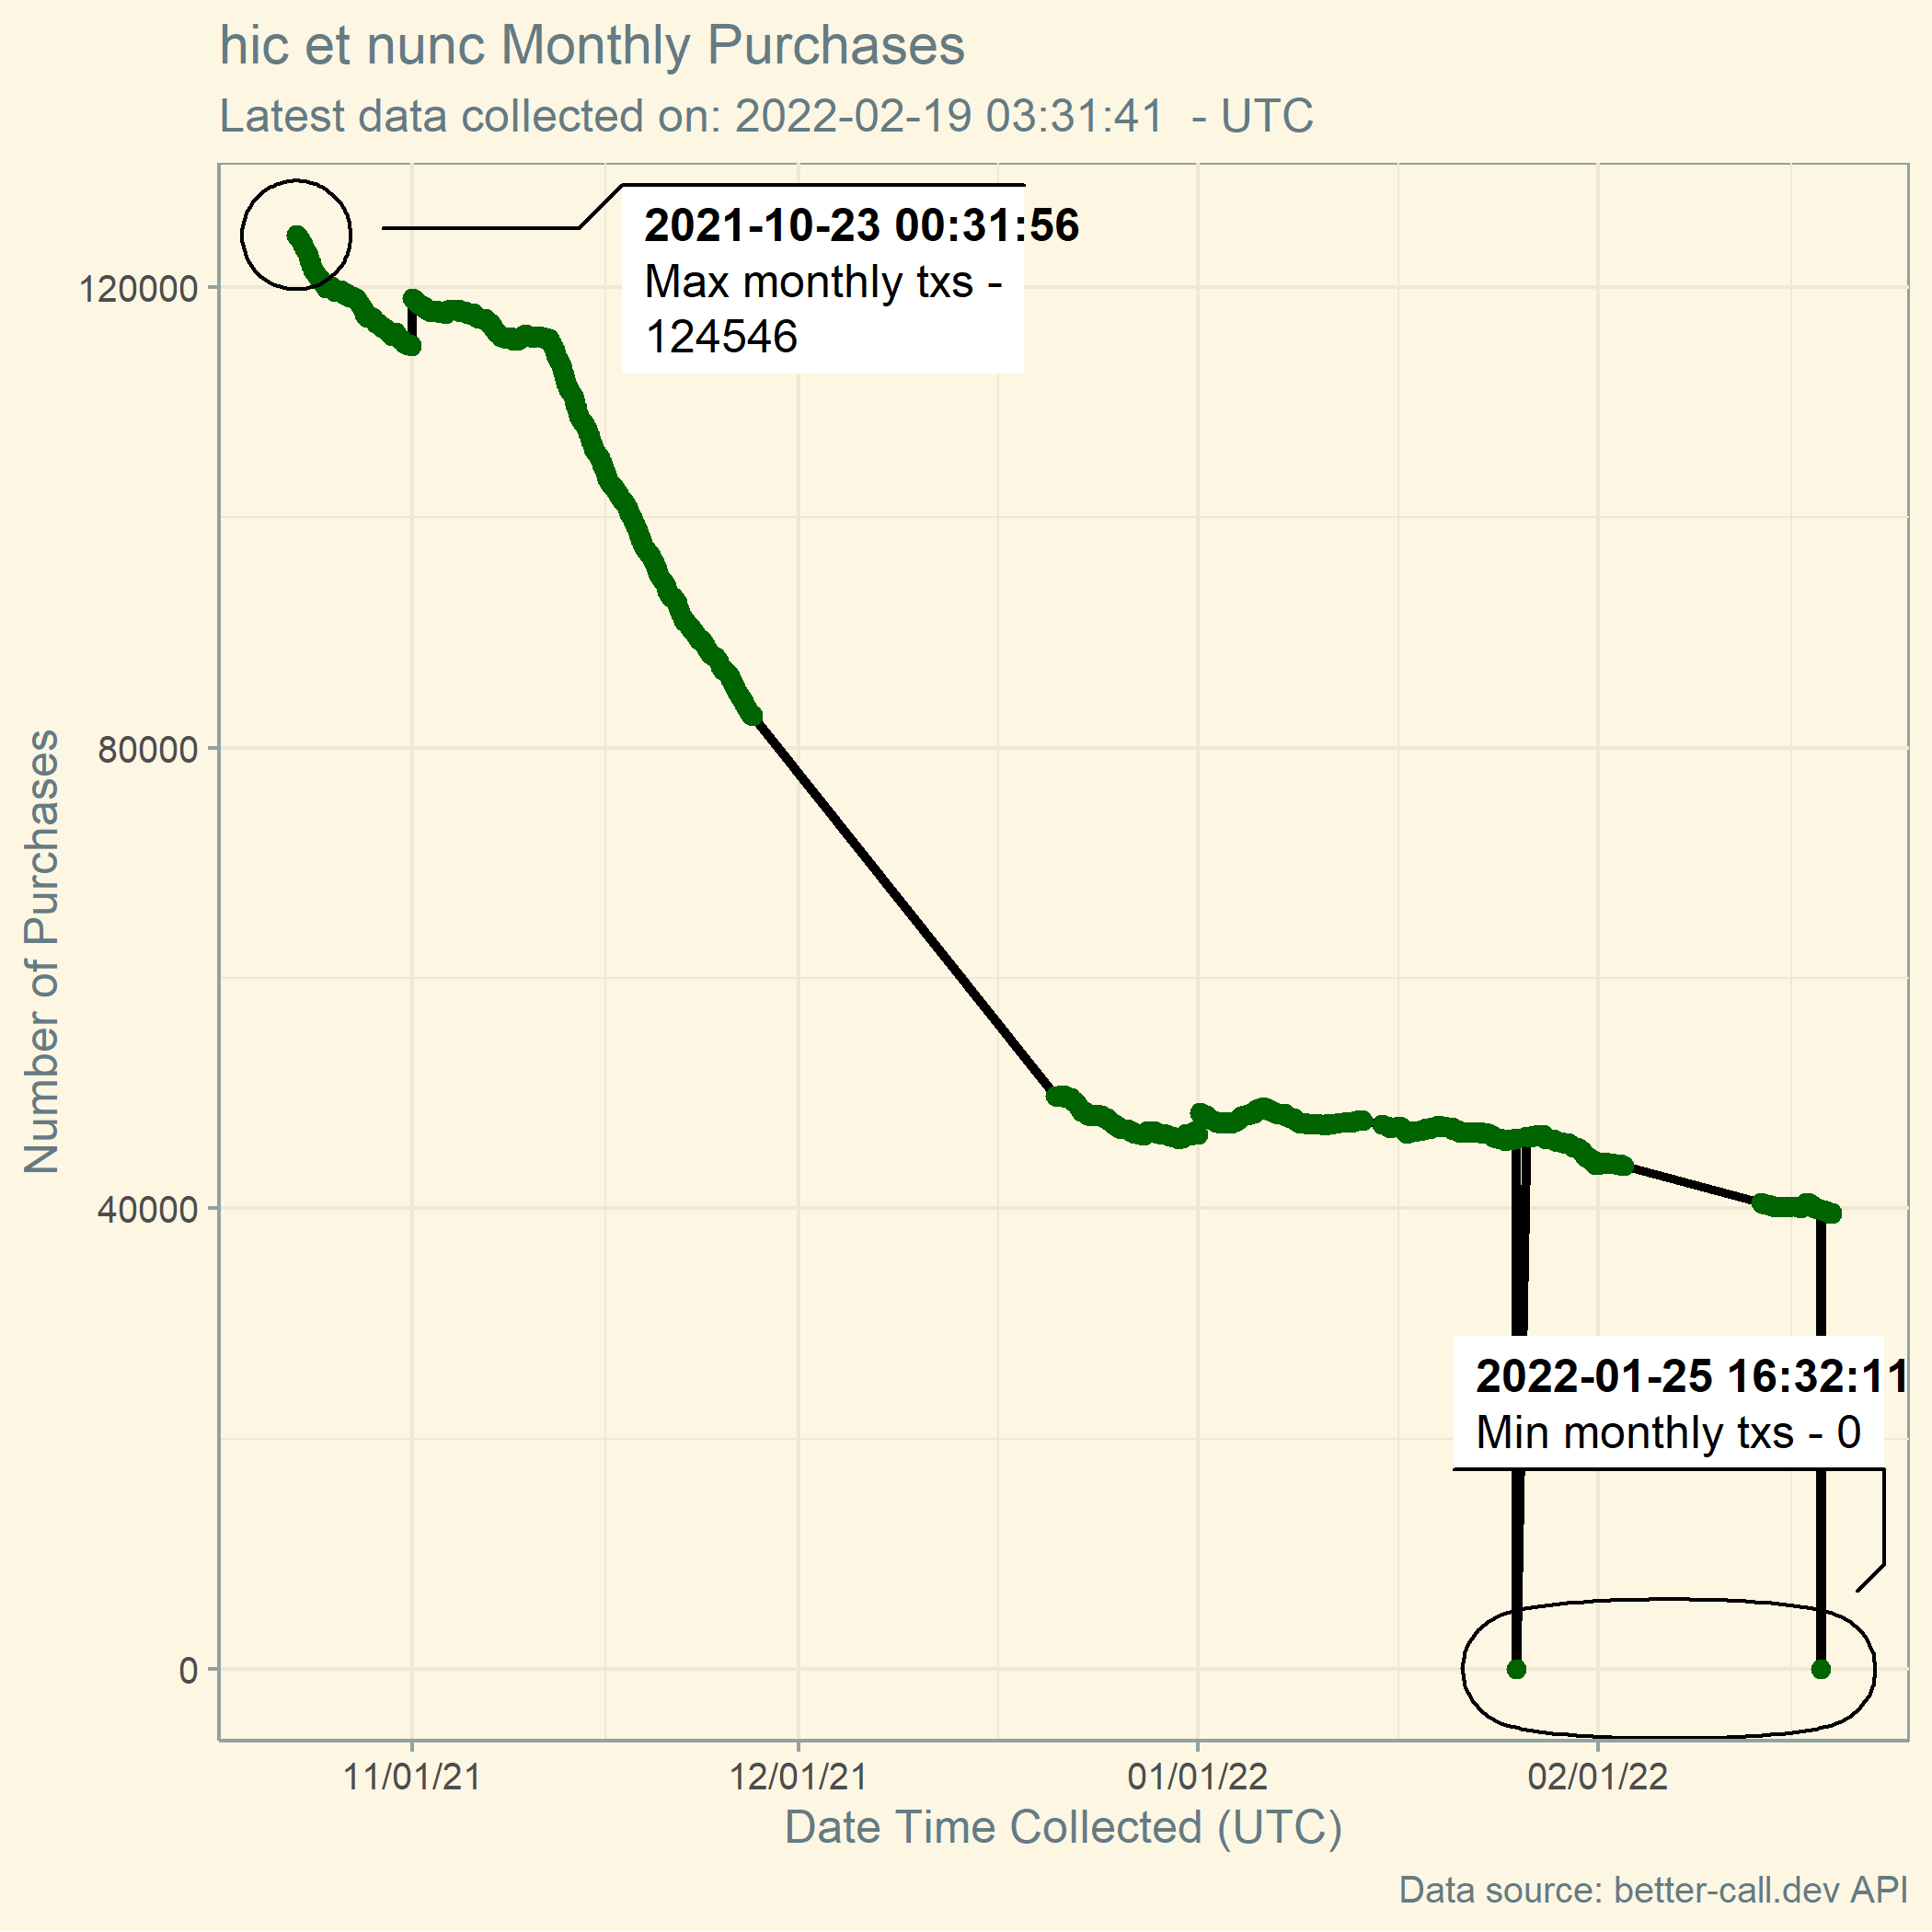 hic et nunc Monthly Purchases
Latest data collected on: 2022-02-19 03:31:41  - UTC
2021-10-23 00:31:56
Max monthly txs -
124546
120000
80000
40000
0
Number of Purchases
2022-01-25 16:32:11
Min monthly txs - 0
11/01/21
12/01/21
01/01/22
02/01/22
Date Time Collected (UTC)
Data source: better-call.dev API